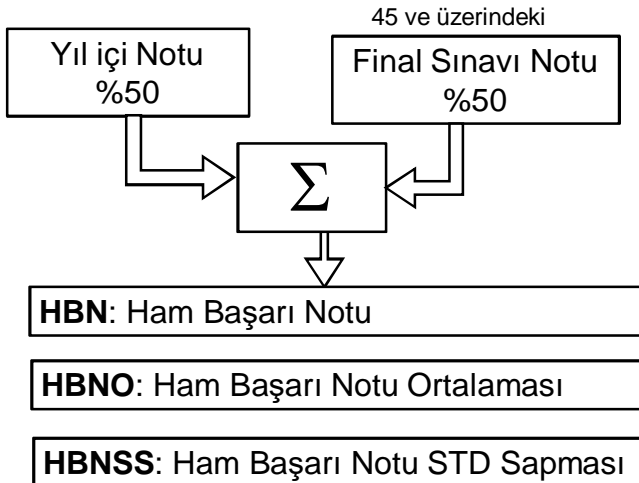 45 ve üzerindeki
Yıl içi Notu
%50
Final Sınavı Notu
%50
Σ
HBN: Ham Başarı Notu
HBNO: Ham Başarı Notu Ortalaması
HBNSS: Ham Başarı Notu STD Sapması